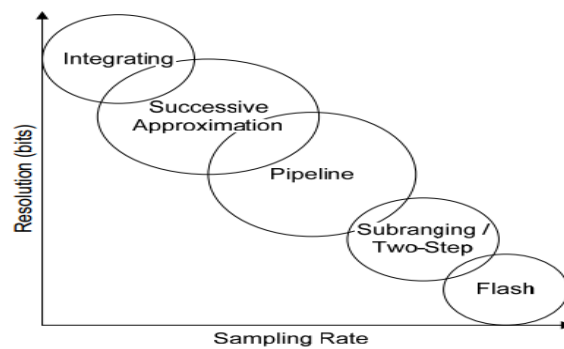 Integrating
Successive
Approximation
Pipeline
Subranging /
Two-Step
Flash
Resolution (bits)
Sampling Rate